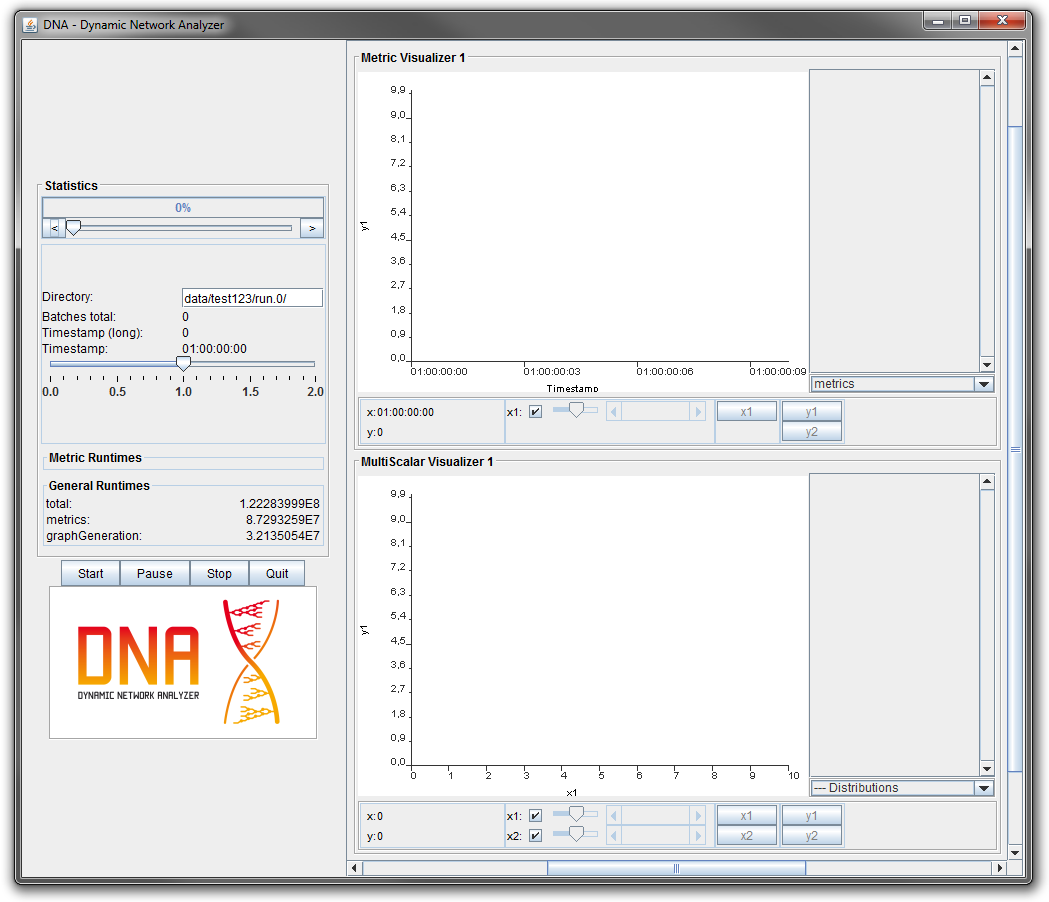 DNA - Dynamic Network Analyzer
Statistics
0%
< >
Directory: data/test123/run.0/
Batches total: 0
Timestamp (long): 0
Timestamp: 01:00:00:00
0.0 0.5 1.0 1.5 2.0
Metric Runtimes
General Runtimes
total: 1.22283999E8
metrics: 8.7293259E7
graphGeneration: 3.2135054E7
Start Pause Stop Quit
DNA
DYNAMIC NETWORK ANALYZER
Metric Visualizer 1
9,9
9,0
8,1
7,2
6,3
5,4
4,5
3,6
2,7
1,8
0,9
0,0
y1
01:00:00:00 01:00:00:03 01:00:00:06 01:00:00:09
Timestamp
metrics
x:01:00:00:00
y:0
x1:
x1 y1
y2
MultiScalar Visualizer 1
9,9
9,0
8,1
7,2
6,3
5,4
4,5
3,6
2,7
1,8
0,9
0,0
y1
0 1 2 3 4 5 6 7 8 9 10
x1
--- Distributions
x:0
y:0
x1:
x2:
x1 y1
x2 y2